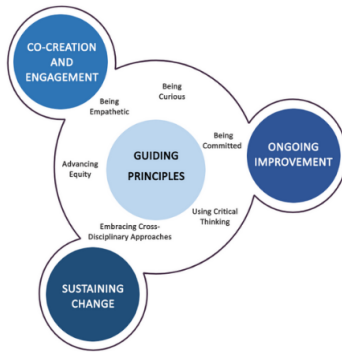 CO-CREATION
AND
ENGAGEMENT
Being
Curious
Being
Empathetic
Being
Committed
ONGOING
IMPROVEMENT
GUIDING
PRINCIPLES
Advancing
Equity
Using Critical
Thinking
Embracing Cross-
Disciplinary Approaches
SUSTAINING
CHANGE